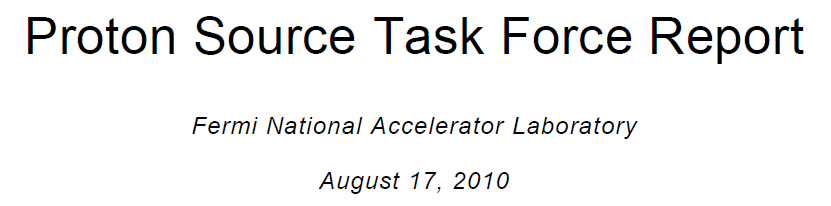 Proton Source Task Force Report
Fermi National Accelerator Laboratory
August 17, 2010